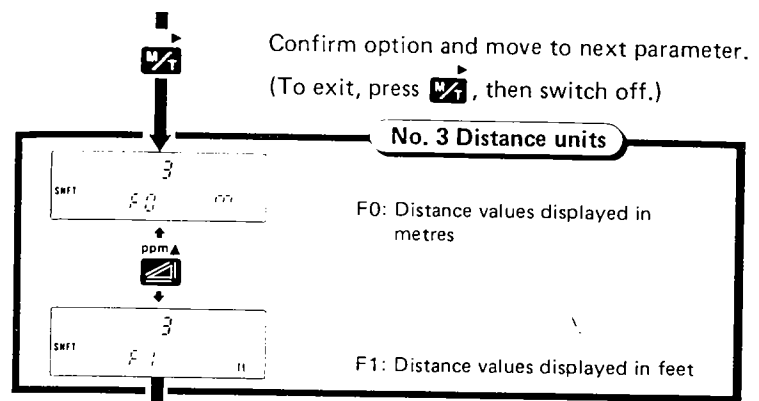 Confirm option and move to next parameter.
M/T
(To exit, press M/T, then switch off.)
No. 3 Distance units
3
SHFT
F0 m
F0: Distance values displayed in
metres
ppm▲
3
SHFT
F1 ft
F1: Distance values displayed in feet